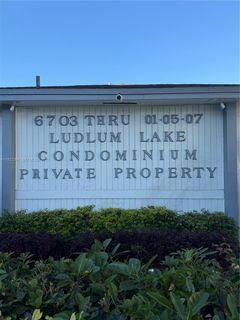 6703 THRU 01-05-07
LUDLUM LAKE
CONDOMINIUM
PRIVATE PROPERTY